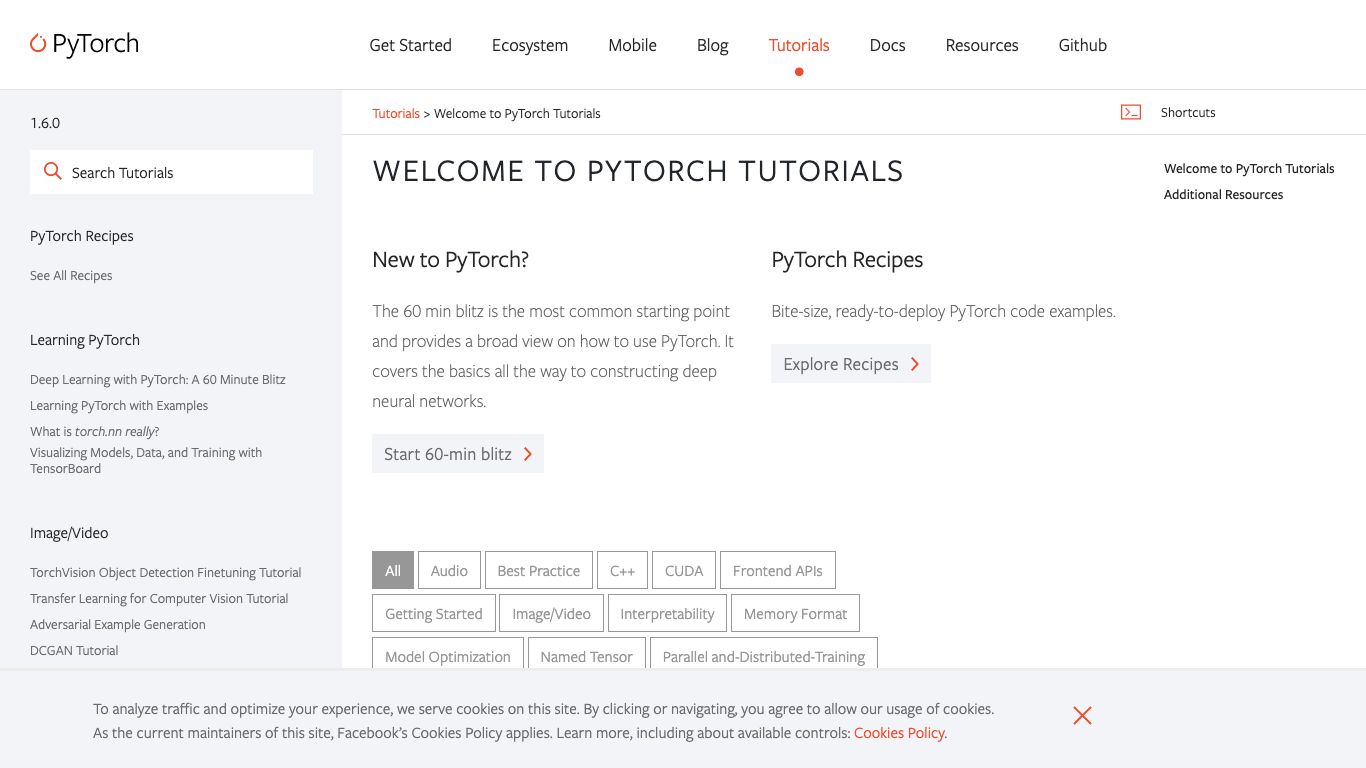 PyTorch
Get Started
Ecosystem
Mobile
Blog
Tutorials
Docs
Resources
Github
1.6.0
Search Tutorials
PyTorch Recipes
See All Recipes
Learning PyTorch
Deep Learning with PyTorch: A 60 Minute Blitz
Learning PyTorch with Examples
What is torch.nn really?
Visualizing Models, Data, and Training with
TensorBoard
Image/Video
TorchVision Object Detection Finetuning Tutorial
Transfer Learning for Computer Vision Tutorial
Adversarial Example Generation
DCGAN Tutorial
Tutorials > Welcome to PyTorch Tutorials
Shortcuts
WELCOME TO PYTORCH TUTORIALS
New to PyTorch?
The 60 min blitz is the most common starting point
and provides a broad view on how to use PyTorch. It
covers the basics all the way to constructing deep
neural networks.
Start 60-min blitz
PyTorch Recipes
Bite-size, ready-to-deploy PyTorch code examples.
Explore Recipes
All
Audio
Best Practice
C++
CUDA
Frontend APIs
Getting Started
Image/Video
Interpretability
Memory Format
Model Optimization
Named Tensor
Parallel and-Distributed-Training
Welcome to PyTorch Tutorials
Additional Resources
To analyze traffic and optimize your experience, we serve cookies on this site. By clicking or navigating, you agree to allow our usage of cookies.
As the current maintainers of this site, Facebook's Cookies Policy applies. Learn more, including about available controls: Cookies Policy.